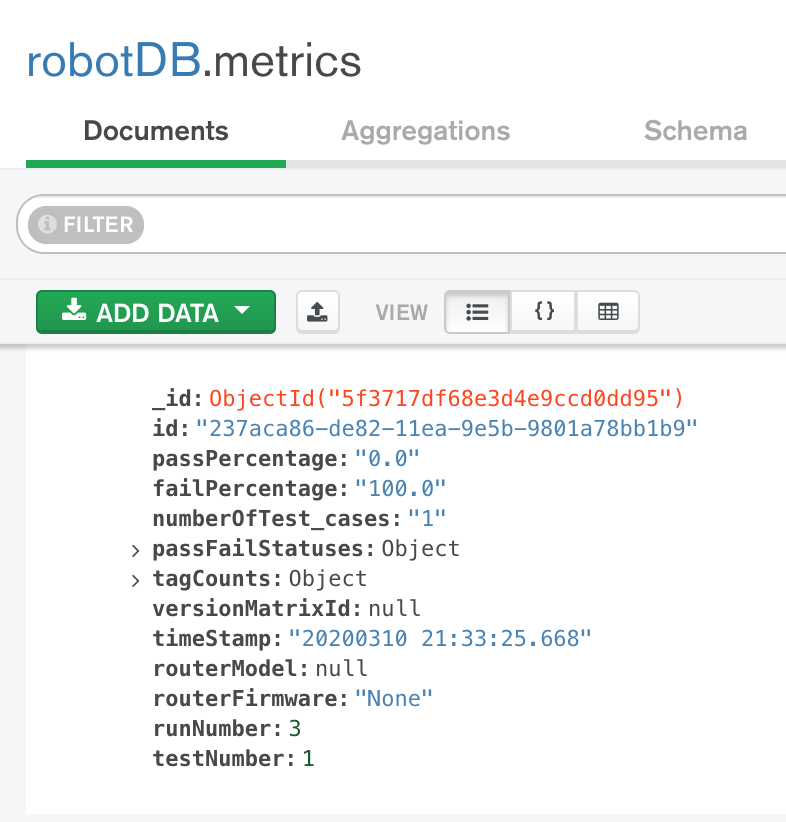 robotDB.metrics
Documents Aggregations Schema
FILTER
ADD DATA VIEW {}
_id: ObjectId("5f3717df68e3d4e9ccd0dd95")
id: "237aca86-de82-11ea-9e5b-9801a78bb1b9"
passPercentage: "0.0"
failPercentage: "100.0"
numberOfTest_cases: "1"
> passFailStatuses: Object
> tagCounts: Object
versionMatrixId: null
timeStamp: "20200310 21:33:25.668"
routerModel: null
routerFirmware: "None"
runNumber: 3
testNumber: 1